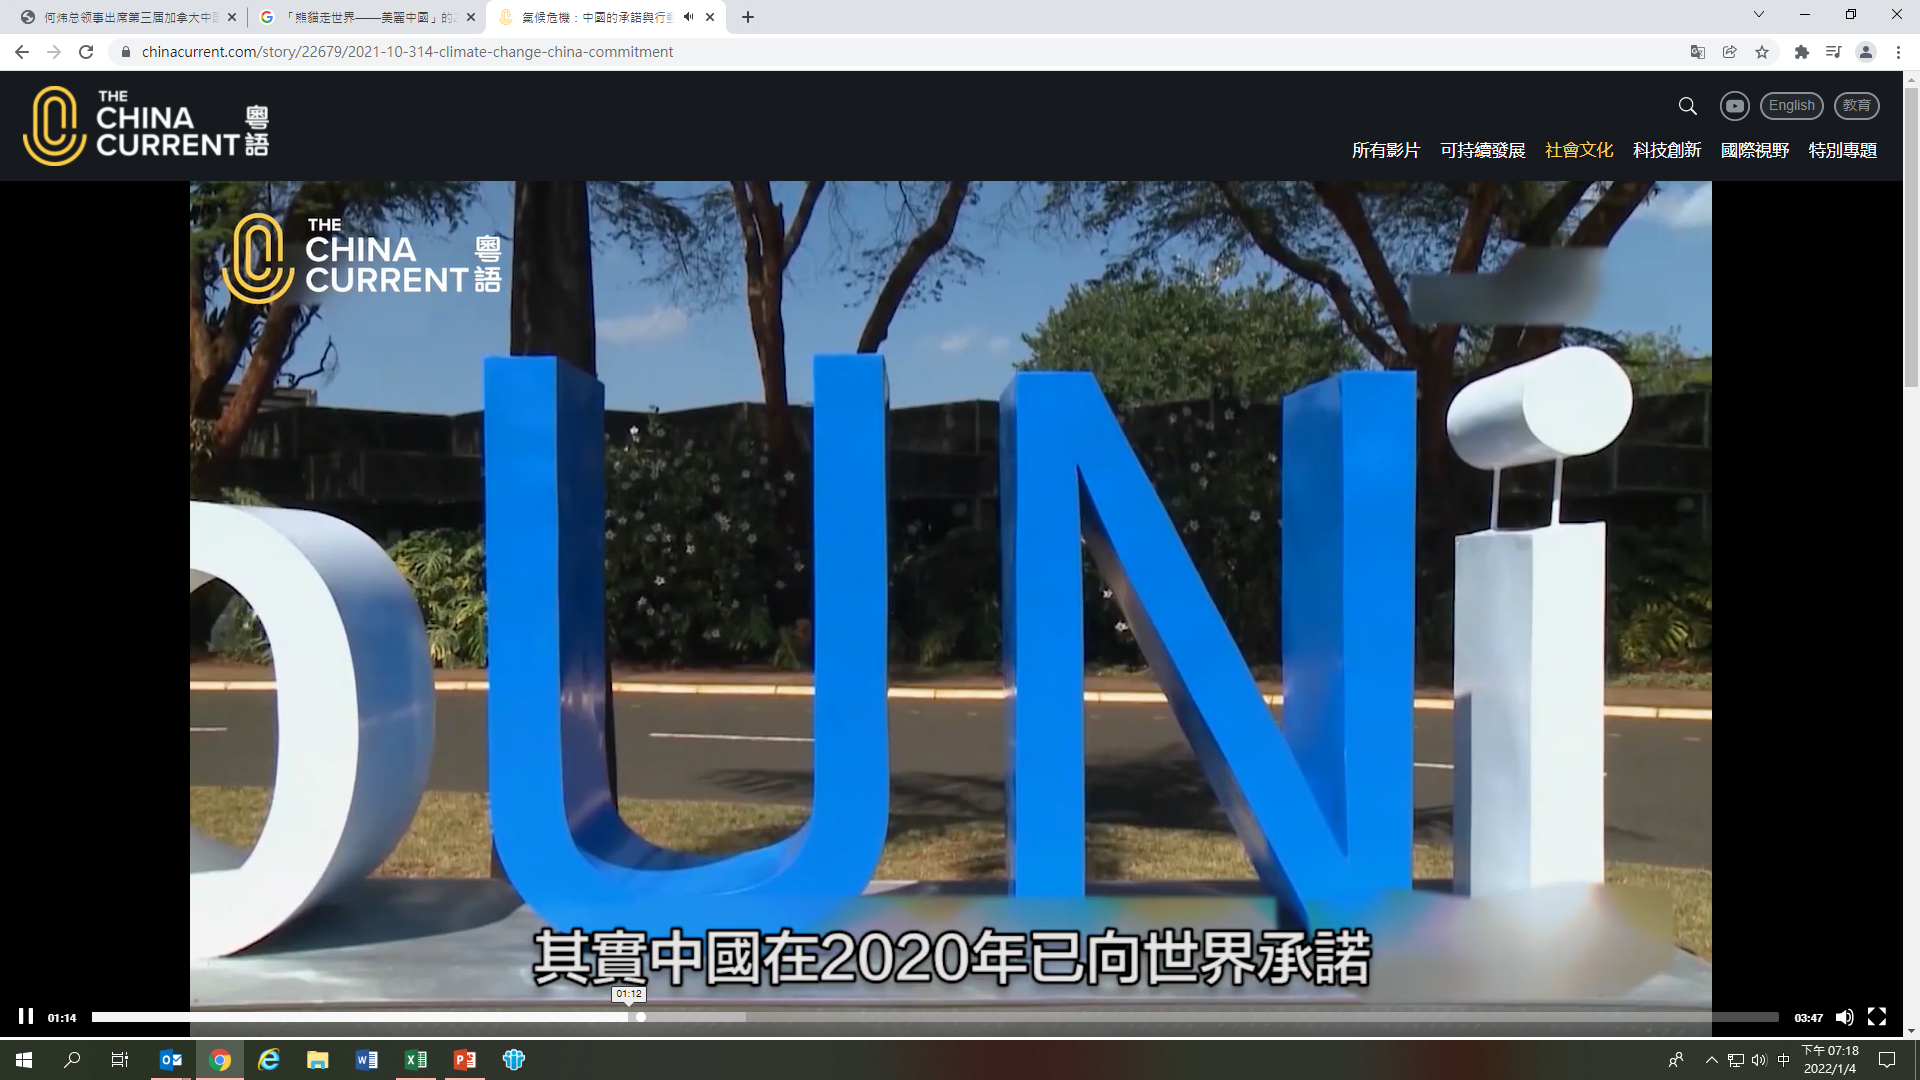 何炜总领事出席第三届加拿大中国
「熊貓走世界——美麗中國」的
氣候危機：中國的承諾與行動
chinacurrent.com/story/22679/2021-10-314-climate-change-china-commitment
THE
CHINA
CURRENT 粵語
English
教育
所有影片 可持續發展 社會文化 科技創新 國際視野 特別專題
THE
CHINA
CURRENT 粵語
UNi
其實中國在2020年已向世界承諾
01:12
01:14
03:47
中
下午 07:18
2022/1/4